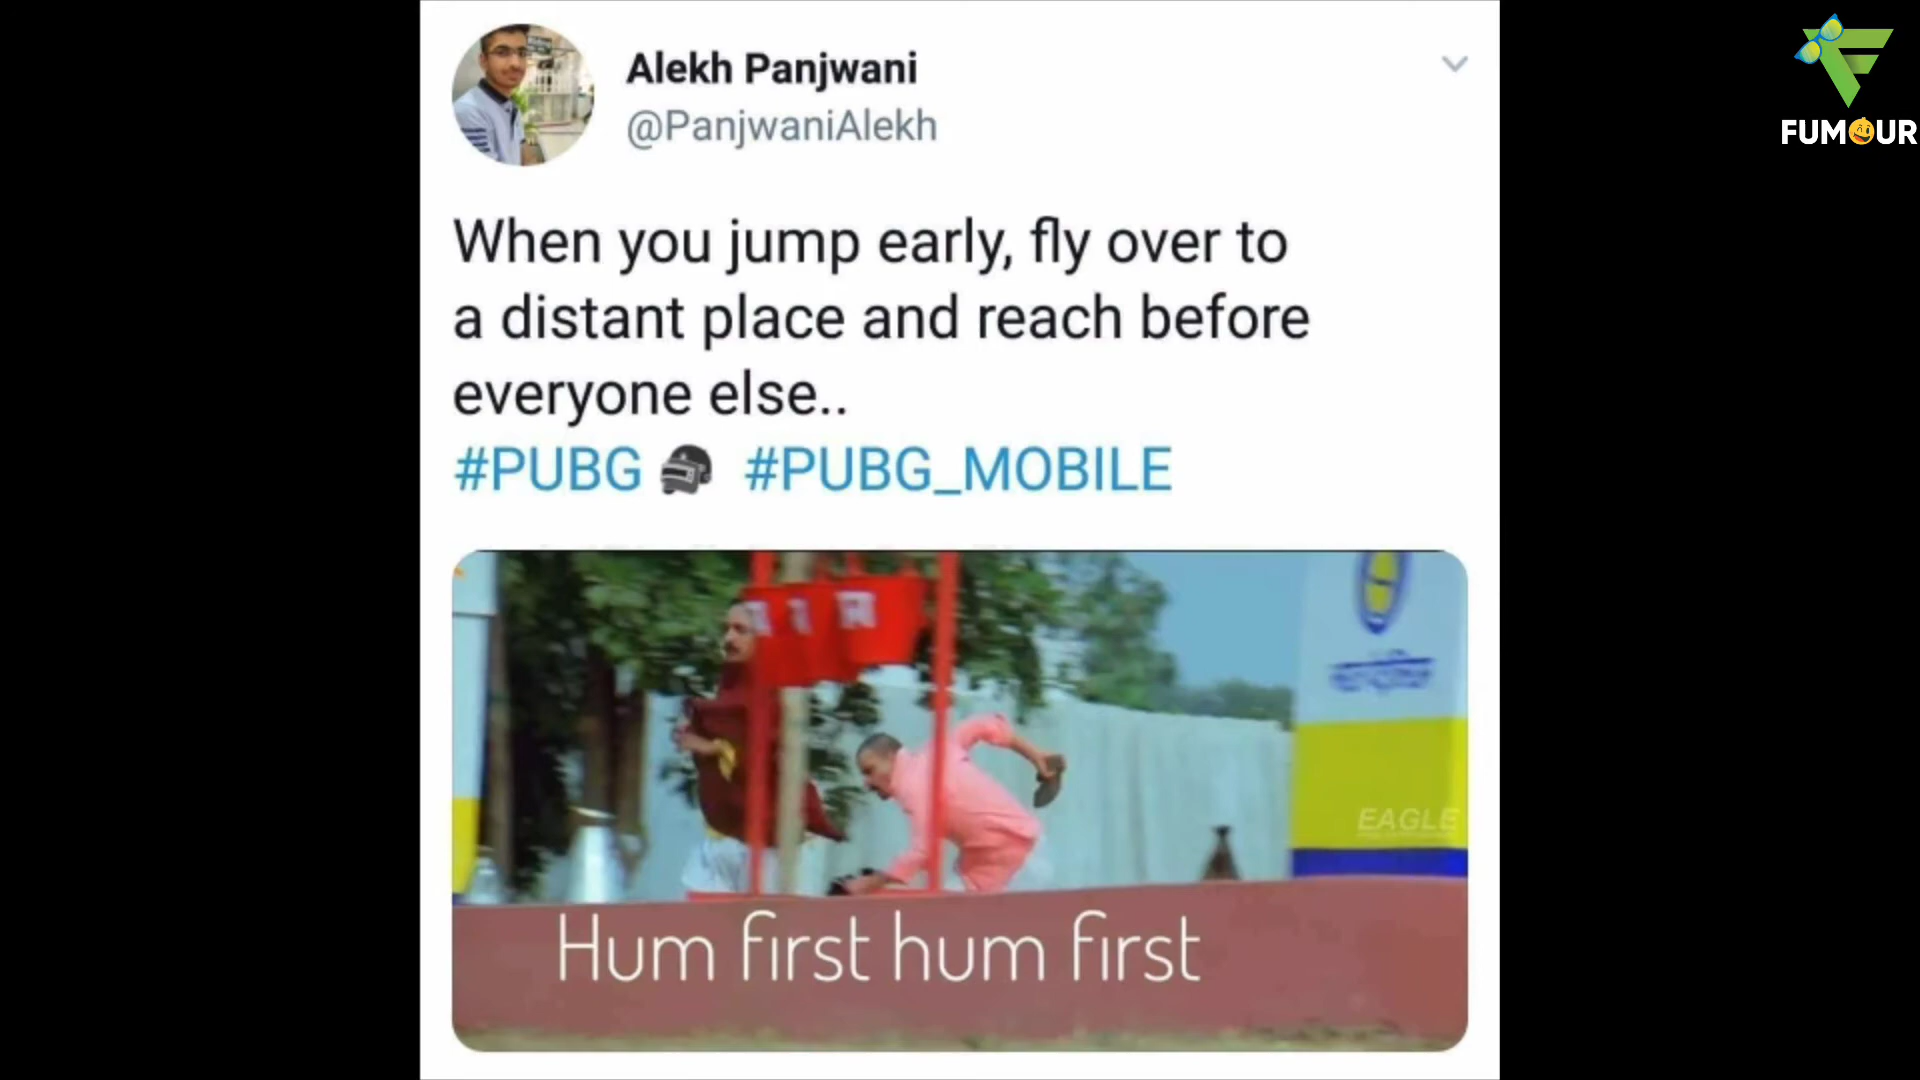 Alekh Panjwani
@PanjwaniAlekh
FUMOUR
When you jump early, fly over to
a distant place and reach before
everyone else..
#PUBG #PUBG_MOBILE
EAGLE
Hum first hum first